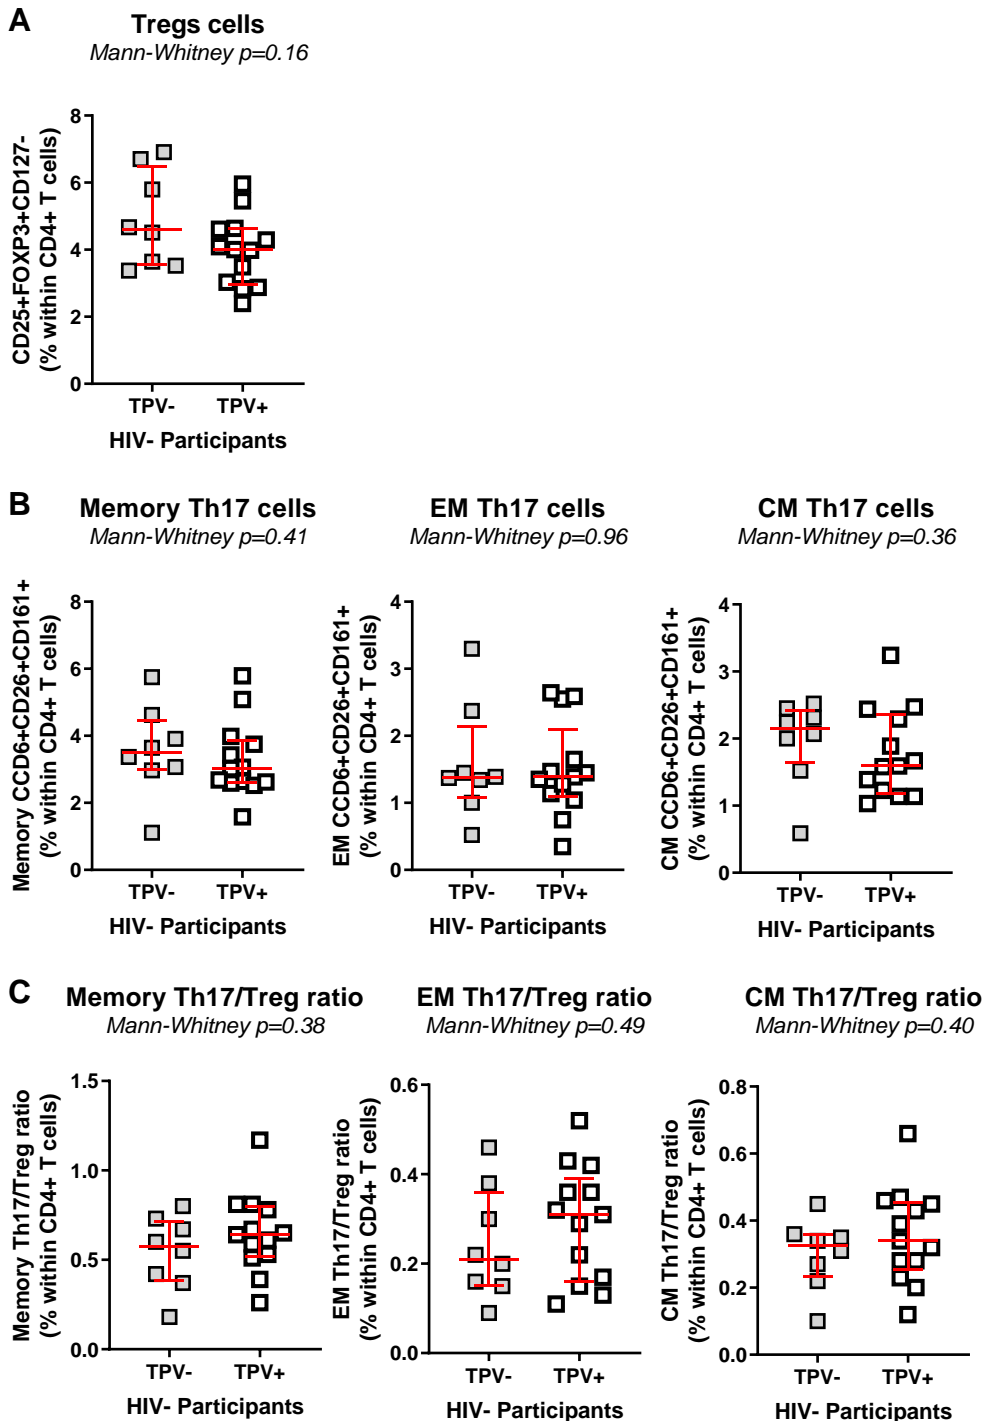 A
Tregs cells
Mann-Whitney p=0.16
CD25+FOXP3+CD127-
(% within CD4+ T cells)
8
6
4
2
0
TPV- TPV+
HIV- Participants
B
Memory Th17 cells
Mann-Whitney p=0.41
Memory CCD6+CD26+CD161+
(% within CD4+ T cells)
8
6
4
2
0
TPV- TPV+
HIV- Participants
EM Th17 cells
Mann-Whitney p=0.96
EM CCD6+CD26+CD161+
(% within CD4+ T cells)
4
3
2
1
0
TPV- TPV+
HIV- Participants
CM Th17 cells
Mann-Whitney p=0.36
CM CCD6+CD26+CD161+
(% within CD4+ T cells)
4
3
2
1
0
TPV- TPV+
HIV- Participants
C
Memory Th17/Treg ratio
Mann-Whitney p=0.38
Memory Th17/Treg ratio
(% within CD4+ T cells)
1.5
1.0
0.5
0.0
TPV- TPV+
HIV- Participants
EM Th17/Treg ratio
Mann-Whitney p=0.49
EM Th17/Treg ratio
(% within CD4+ T cells)
0.6
0.4
0.2
0.0
TPV- TPV+
HIV- Participants
CM Th17/Treg ratio
Mann-Whitney p=0.40
CM Th17/Treg ratio
(% within CD4+ T cells)
0.8
0.6
0.4
0.2
0.0
TPV- TPV+
HIV- Participants